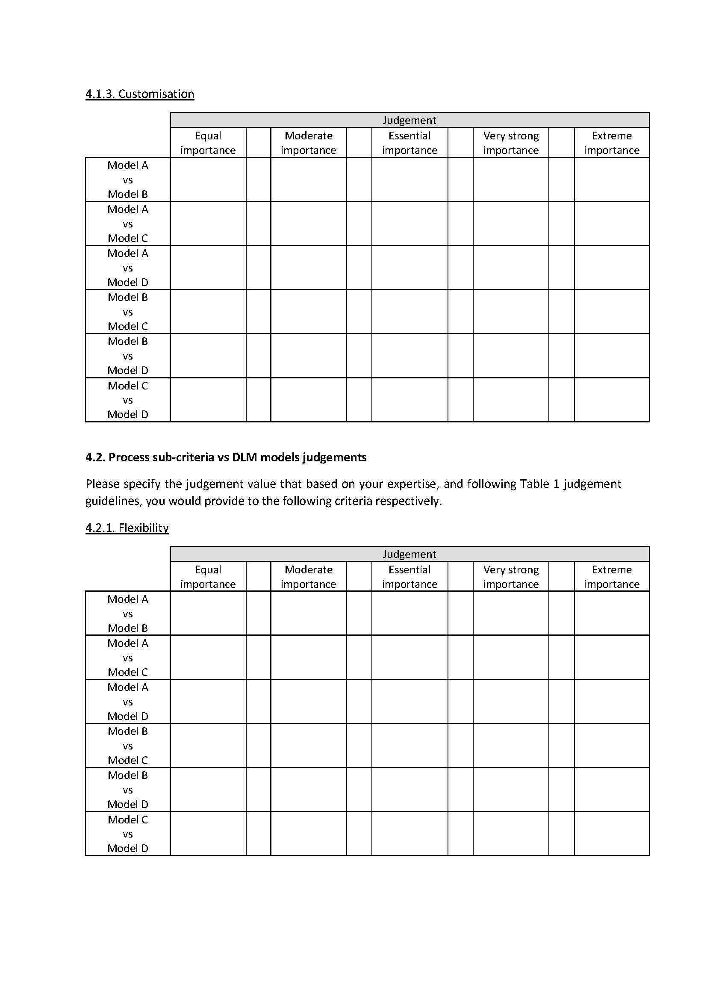 4.1.3. Customisation
Judgement
Equal importance Moderate importance Essential importance Very strong importance Extreme importance
Model A
vs
Model B
Model A
vs
Model C
Model A
vs
Model D
Model B
vs
Model C
Model B
vs
Model D
Model C
vs
Model D
4.2. Process sub-criteria vs DLM models judgements
Please specify the judgement value that based on your expertise, and following Table 1 judgement
guidelines, you would provide to the following criteria respectively.
4.2.1. Flexibility
Judgement
Equal importance Moderate importance Essential importance Very strong importance Extreme importance
Model A
vs
Model B
Model A
vs
Model C
Model A
vs
Model D
Model B
vs
Model C
Model B
vs
Model D
Model C
vs
Model D